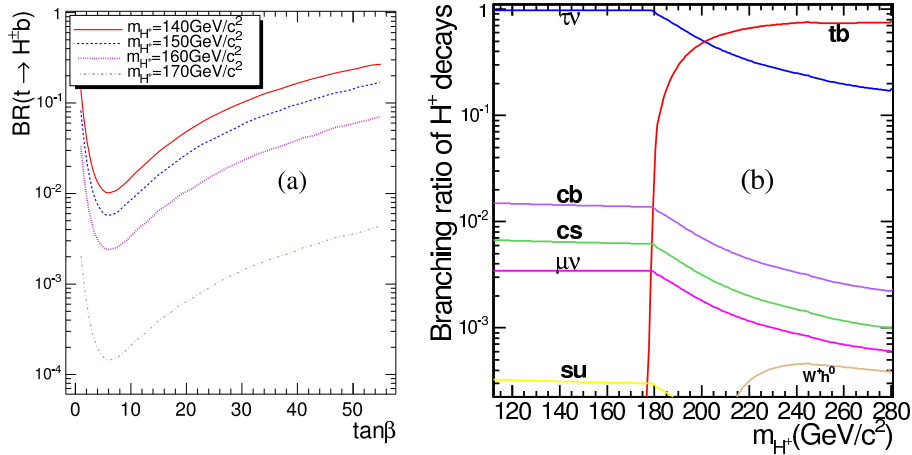 BR(t → H±b)
m_H+=140GeV/c²
m_H+=150GeV/c²
m_H+=160GeV/c²
m_H+=170GeV/c²
10⁻¹
10⁻²
10⁻³
10⁻⁴
(a)
0 10 20 30 40 50
tanβ
Branching ratio of H⁺ decays
1
10⁻¹
10⁻²
10⁻³
τν
tb
(b)
cb
cs
μν
su
W⁺h⁰
120 140 160 180 200 220 240 260 280
m_H+(GeV/c²)